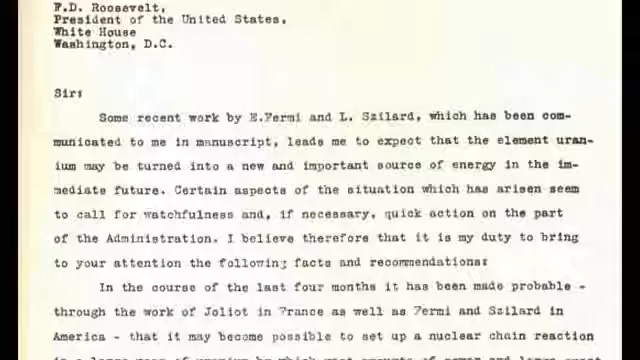 F.D. Roosevelt,
President of the United States,
White House
Washington, D.C.
Sir:
Some recent work by E.Fermi and L. Szilard, which has been com-
municated to me in manuscript, leads me to expect that the element uran-
ium may be turned into a new and important source of energy in the im-
mediate future. Certain aspects of the situation which has arisen seem
to call for watchfulness and, if necessary, quick action on the part
of the Administration. I believe therefore that it is my duty to bring
to your attention the following facts and recommendations:
In the course of the last four months it has been made probable -
through the work of Joliot in France as well as Fermi and Szilard in
America - that it may become possible to set up a nuclear chain reaction